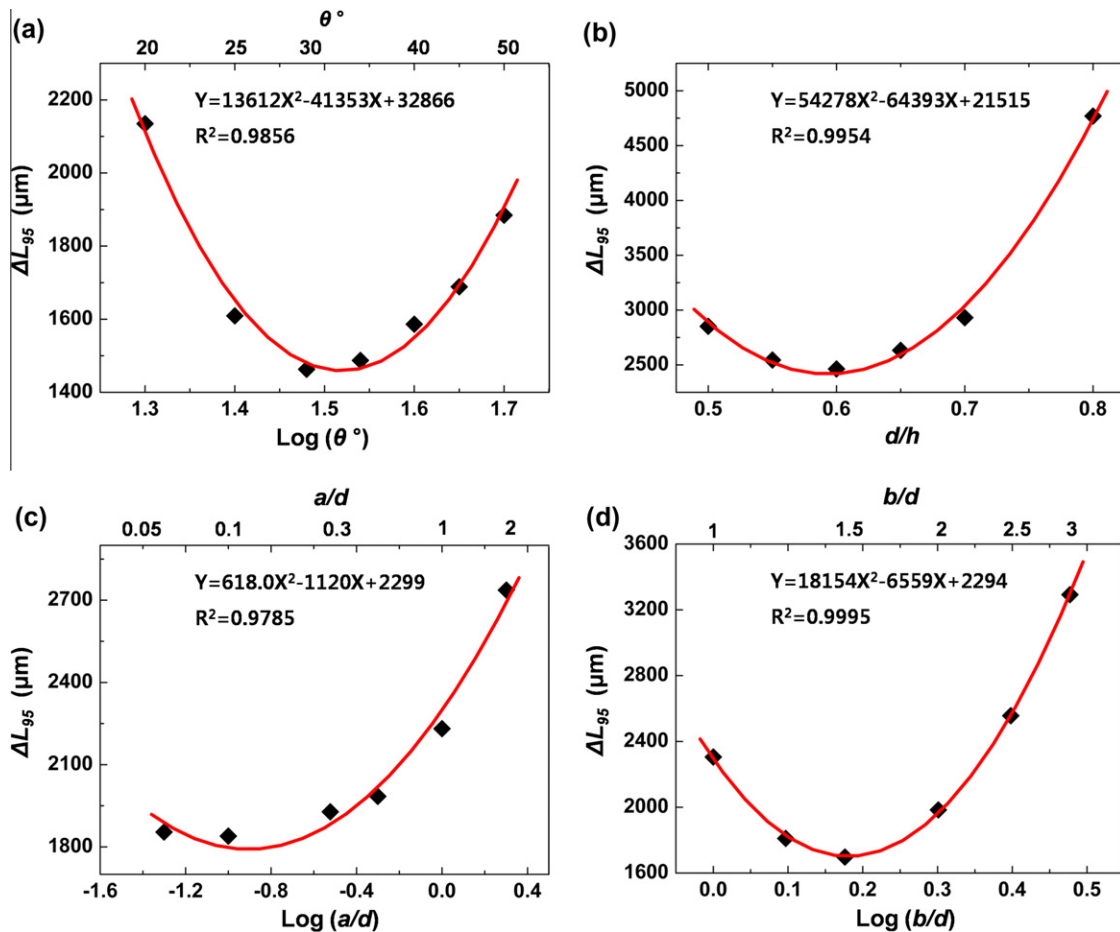 (a)
θ °
20 25 30 40 50
2200
2000
1800
1600
1400
ΔL95 (μm)
Y=13612X²-41353X+32866
R²=0.9856
1.3 1.4 1.5 1.6 1.7
Log (θ °)
(b)
5000
4500
4000
3500
3000
2500
ΔL95 (μm)
Y=54278X²-64393X+21515
R²=0.9954
0.5 0.6 0.7 0.8
d/h
(c)
a/d
0.05 0.1 0.3 1 2
2700
2400
2100
1800
ΔL95 (μm)
Y=618.0X²-1120X+2299
R²=0.9785
-1.6 -1.2 -0.8 -0.4 0.0 0.4
Log (a/d)
(d)
b/d
1 1.5 2 2.5 3
3600
3200
2800
2400
2000
1600
ΔL95 (μm)
Y=18154X²-6559X+2294
R²=0.9995
0.0 0.1 0.2 0.3 0.4 0.5
Log (b/d)